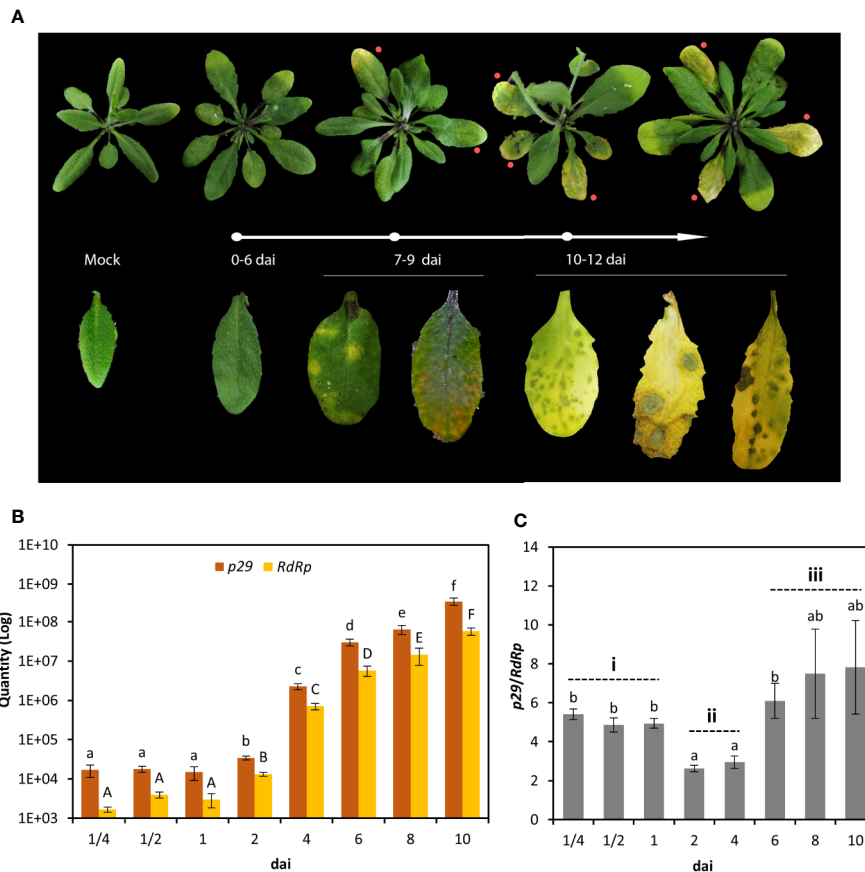 A
Mock
0-6 dai
7-9 dai
10-12 dai
B
1E+10
1E+09
1E+08
1E+07
1E+06
1E+05
1E+04
1E+03
Quantity (Log)
p29
RdRp
a
A
a
A
a
A
b
B
c
C
d
D
e
E
f
F
1/4
1/2
1
2
4
6
8
10
dai
C
14
12
10
8
6
4
2
0
p29/RdRp
i
ii
iii
b
b
b
a
a
b
ab
ab
1/4
1/2
1
2
4
6
8
10
dai